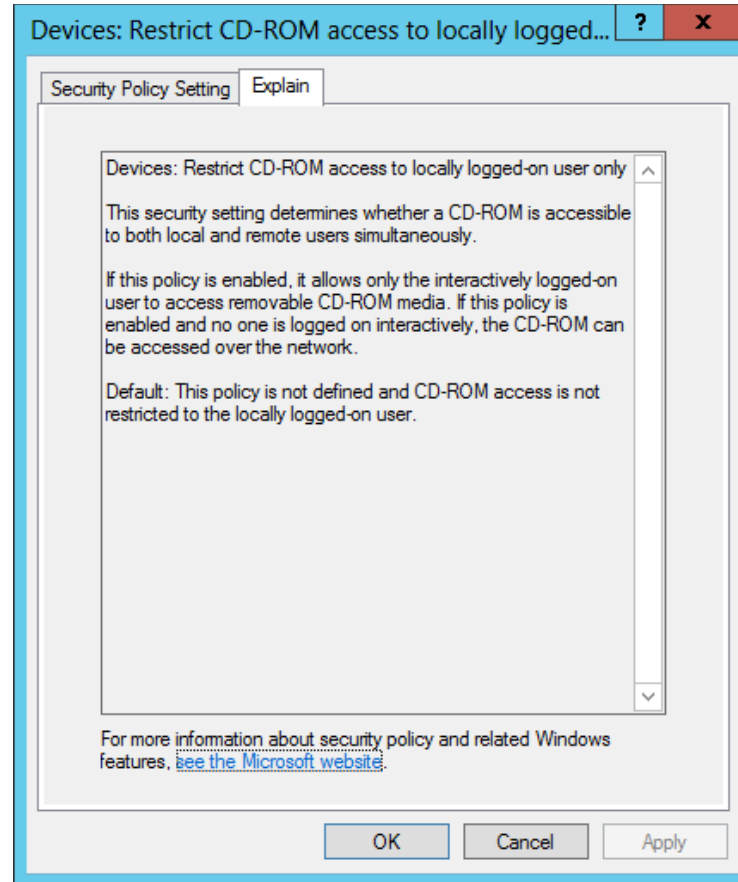 Devices: Restrict CD-ROM access to locally logged...
?
x
Security Policy Setting
Explain
Devices: Restrict CD-ROM access to locally logged-on user only
This security setting determines whether a CD-ROM is accessible
to both local and remote users simultaneously.
If this policy is enabled, it allows only the interactively logged-on
user to access removable CD-ROM media. If this policy is
enabled and no one is logged on interactively, the CD-ROM can
be accessed over the network.
Default: This policy is not defined and CD-ROM access is not
restricted to the locally logged-on user.
For more information about security policy and related Windows
features, see the Microsoft website.
OK
Cancel
Apply